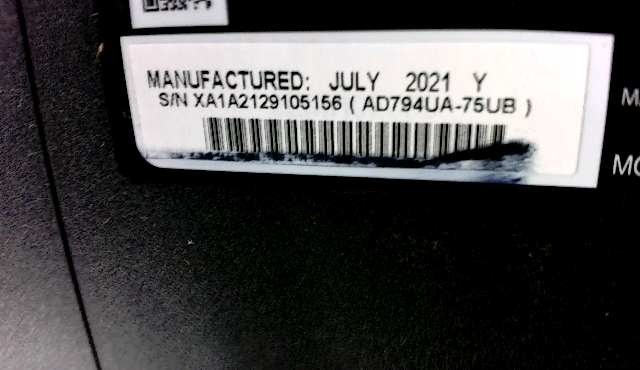 MANUFACTURED: JULY 2021 Y
S/N XA1A2129105156 ( AD794UA-75UB )